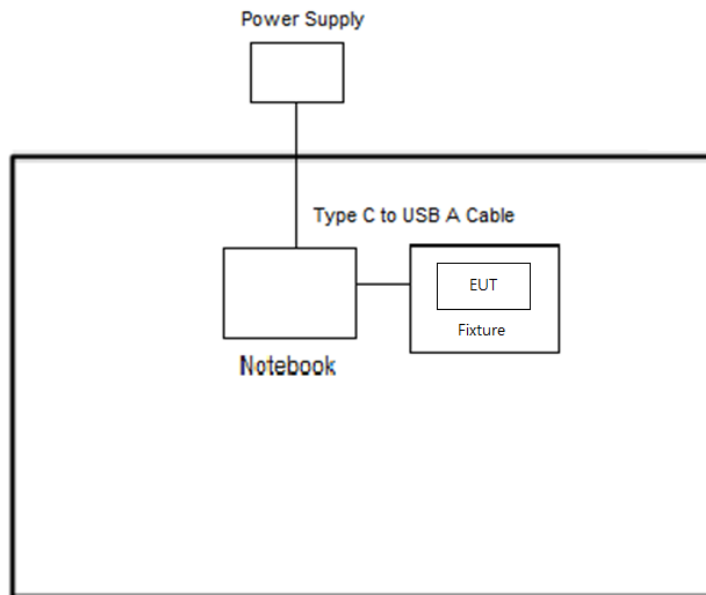 Power Supply
Type C to USB A Cable
EUT
Fixture
Notebook